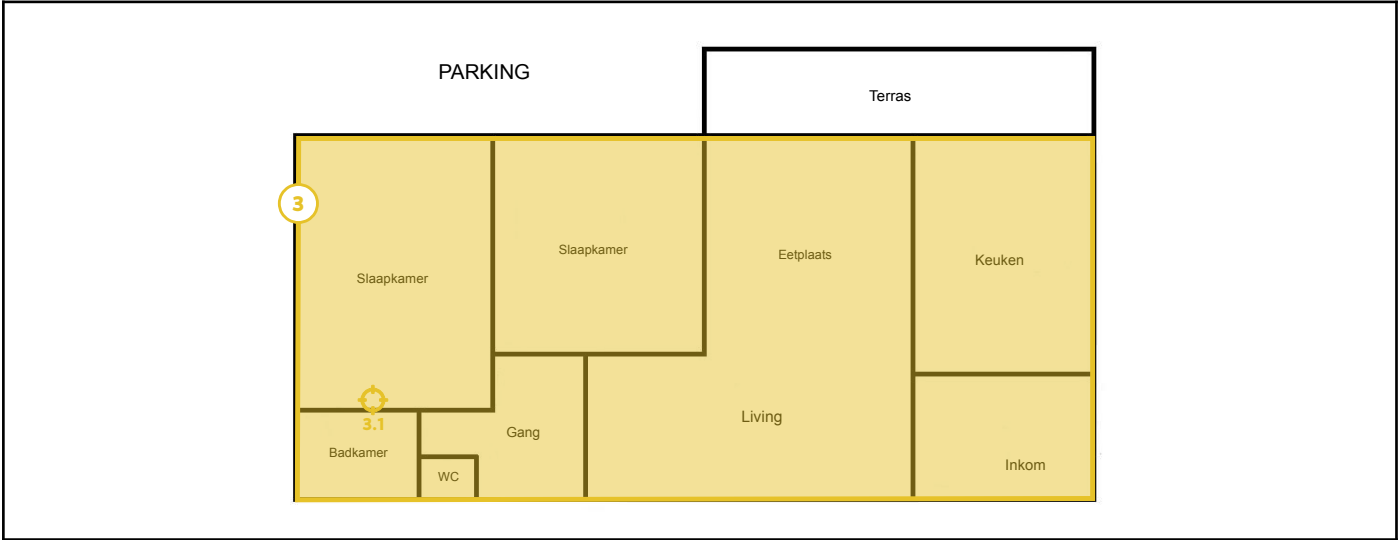 PARKING
Terras
3
Slaapkamer
Eetplaats
Keuken
Slaapkamer
3.1
Living
Gang
Badkamer
Inkom
WC